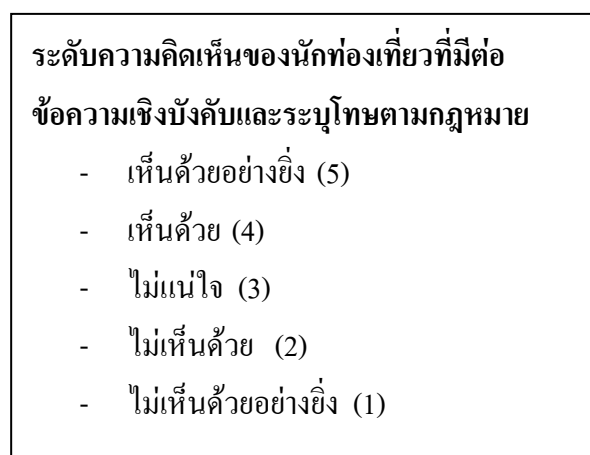 ระดับความคิดเห็นของนักท่องเที่ยวที่มีต่อ
ข้อความเชิงบังคับและระบุโทษตามกฎหมาย
- เห็นด้วยอย่างยิ่ง (5)
- เห็นด้วย (4)
- ไม่แน่ใจ (3)
- ไม่เห็นด้วย (2)
- ไม่เห็นด้วยอย่างยิ่ง (1)